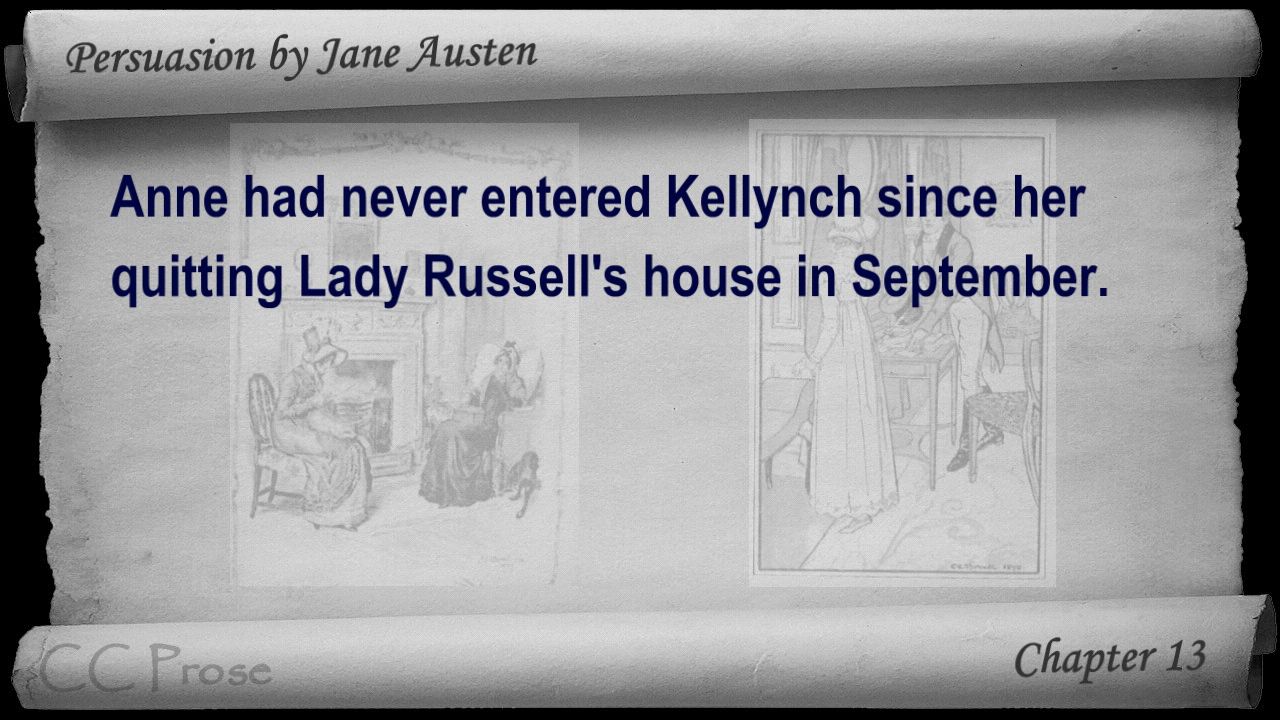 Persuasion by Jane Austen
Anne had never entered Kellynch since her
quitting Lady Russell's house in September.
CC Prose
Chapter 13